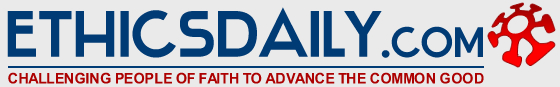 ETHICSDAILY.COM
CHALLENGING PEOPLE OF FAITH TO ADVANCE THE COMMON GOOD